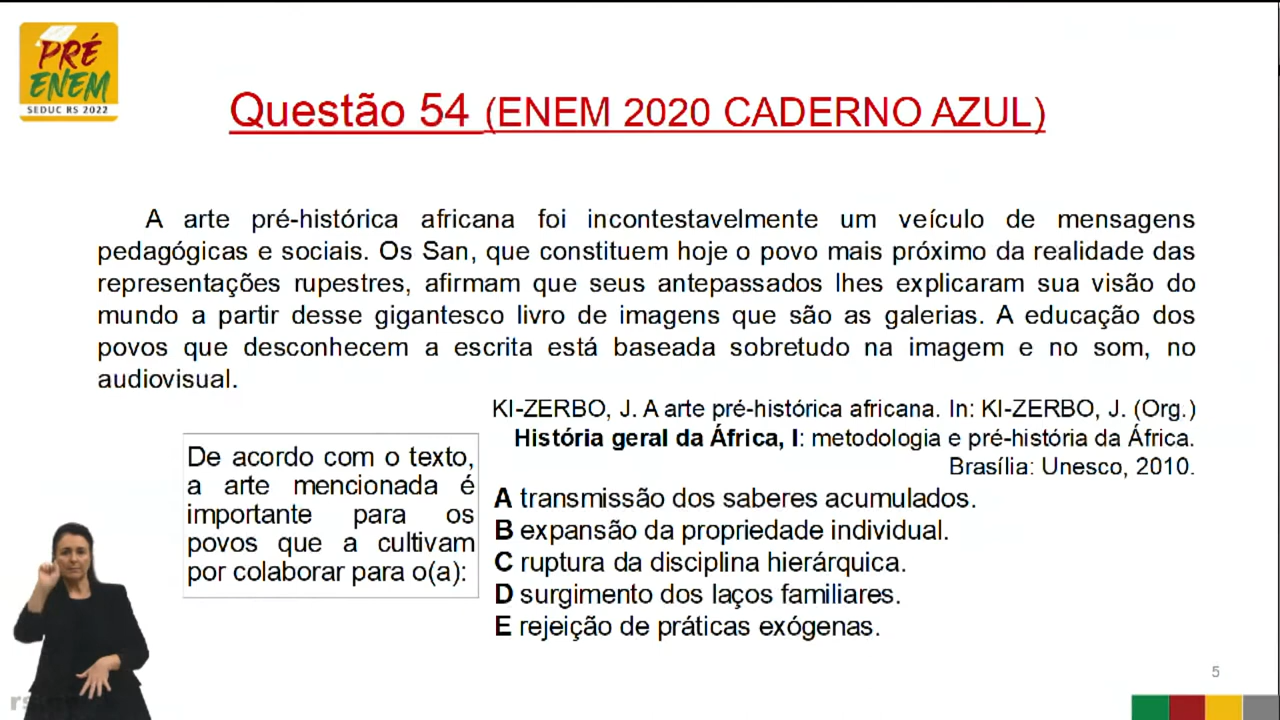 PRÉ
ENEM
SEDUC RS 2022
Questão 54 (ENEM 2020 CADERNO AZUL)
A arte pré-histórica africana foi incontestavelmente um veículo de mensagens
pedagógicas e sociais. Os San, que constituem hoje o povo mais próximo da realidade das
representações rupestres, afirmam que seus antepassados lhes explicaram sua visão do
mundo a partir desse gigantesco livro de imagens que são as galerias. A educação dos
povos que desconhecem a escrita está baseada sobretudo na imagem e no som, no
audiovisual.
KI-ZERBO, J. A arte pré-histórica africana. In: KI-ZERBO, J. (Org.)
História geral da África, I: metodologia e pré-história da África.
Brasília: Unesco, 2010.
De acordo com o texto,
a arte mencionada é
importante para os
povos que a cultivam
por colaborar para o(a):
A transmissão dos saberes acumulados.
B expansão da propriedade individual.
C ruptura da disciplina hierárquica.
D surgimento dos laços familiares.
E rejeição de práticas exógenas.
5